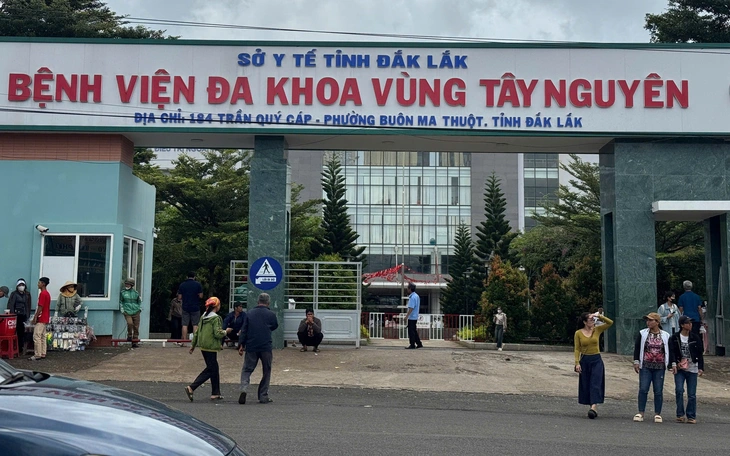 SỞ Y TẾ TỈNH ĐẮK LẮK
BỆNH VIỆN ĐA KHOA VÙNG TÂY NGUYÊN
ĐỊA CHỈ: 184 TRẦN QUÝ CÁP - PHƯỜNG BUÔN MA THUỘT. TỈNH ĐẮK LẮK